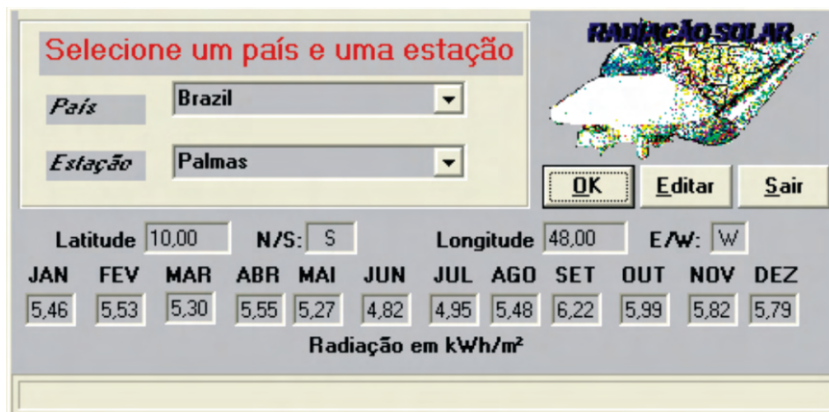 Selecione um país e uma estação
RADIAÇÃO SOLAR
País Brazil
Estação Palmas
OK Editar Sair
Latitude 10,00 N/S: S Longitude 48,00 E/W: W
JAN FEV MAR ABR MAI JUN JUL AGO SET OUT NOV DEZ
5,46 5,53 5,30 5,55 5,27 4,82 4,95 5,48 6,22 5,99 5,82 5,79
Radiação em kWh/m²